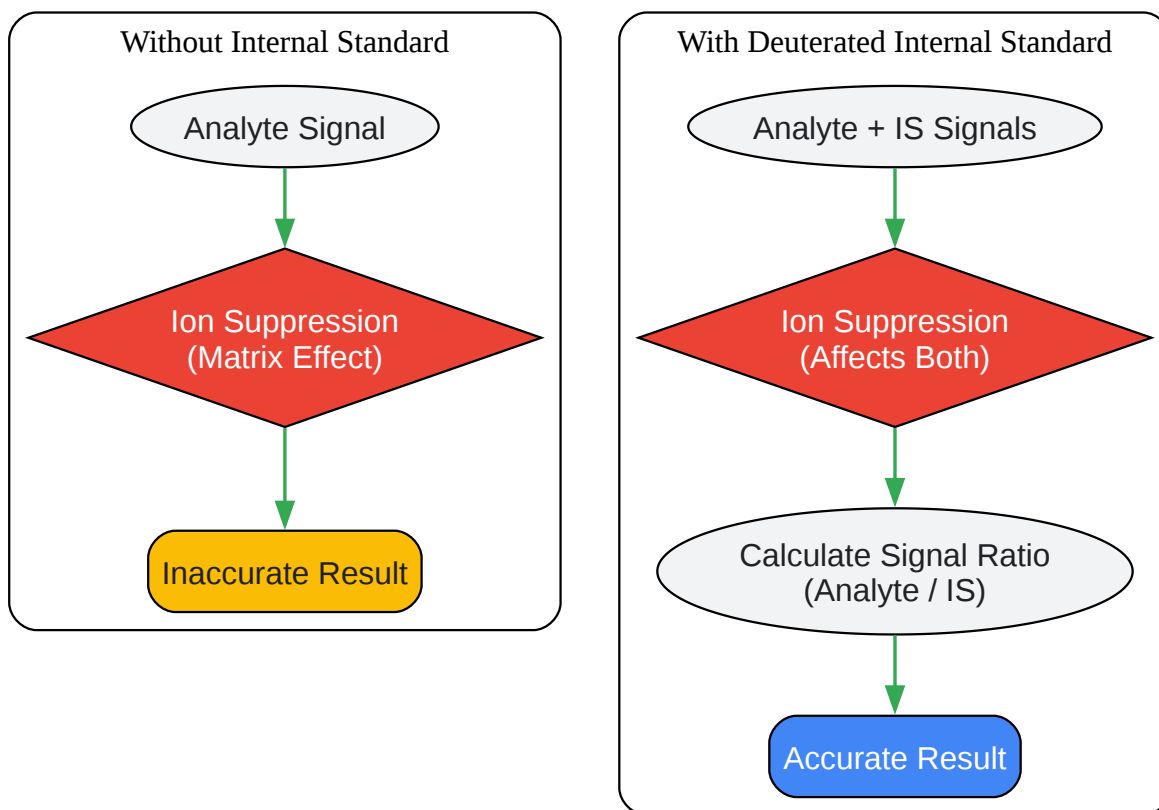 Without Internal Standard
Analyte Signal
Ion Suppression
(Matrix Effect)
Inaccurate Result
With Deuterated Internal Standard
Analyte + IS Signals
Ion Suppression
(Affects Both)
Calculate Signal Ratio
(Analyte / IS)
Accurate Result